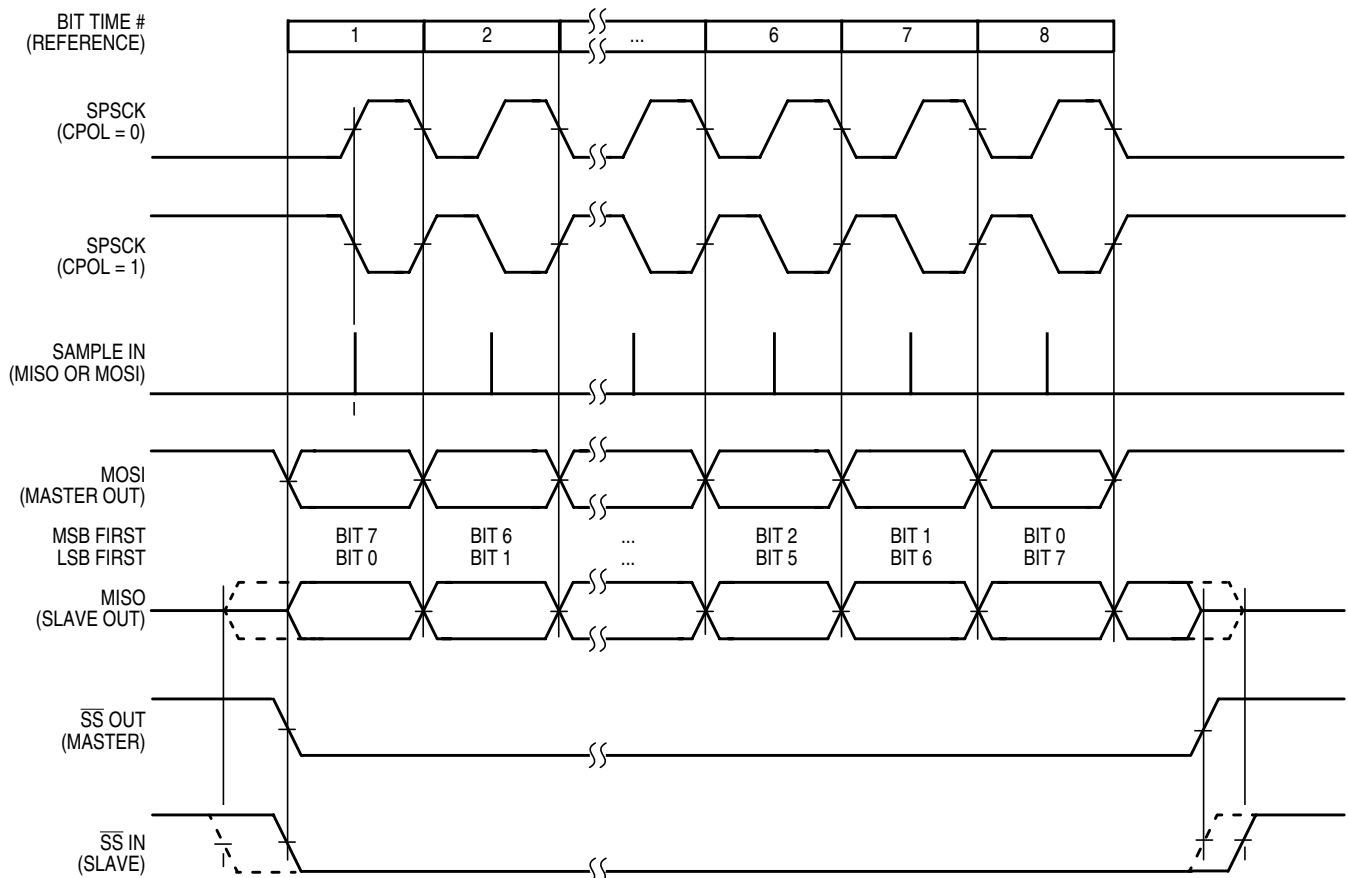 BIT TIME #
(REFERENCE)
1 2 ... 6 7 8
SPSCK
(CPOL = 0)
SPSCK
(CPOL = 1)
SAMPLE IN
(MISO OR MOSI)
MOSI
(MASTER OUT)
MSB FIRST BIT 7 BIT 6 ... BIT 2 BIT 1 BIT 0
LSB FIRST BIT 0 BIT 1 ... BIT 5 BIT 6 BIT 7
MISO
(SLAVE OUT)
S̅S̅ OUT
(MASTER)
S̅S̅ IN
(SLAVE)